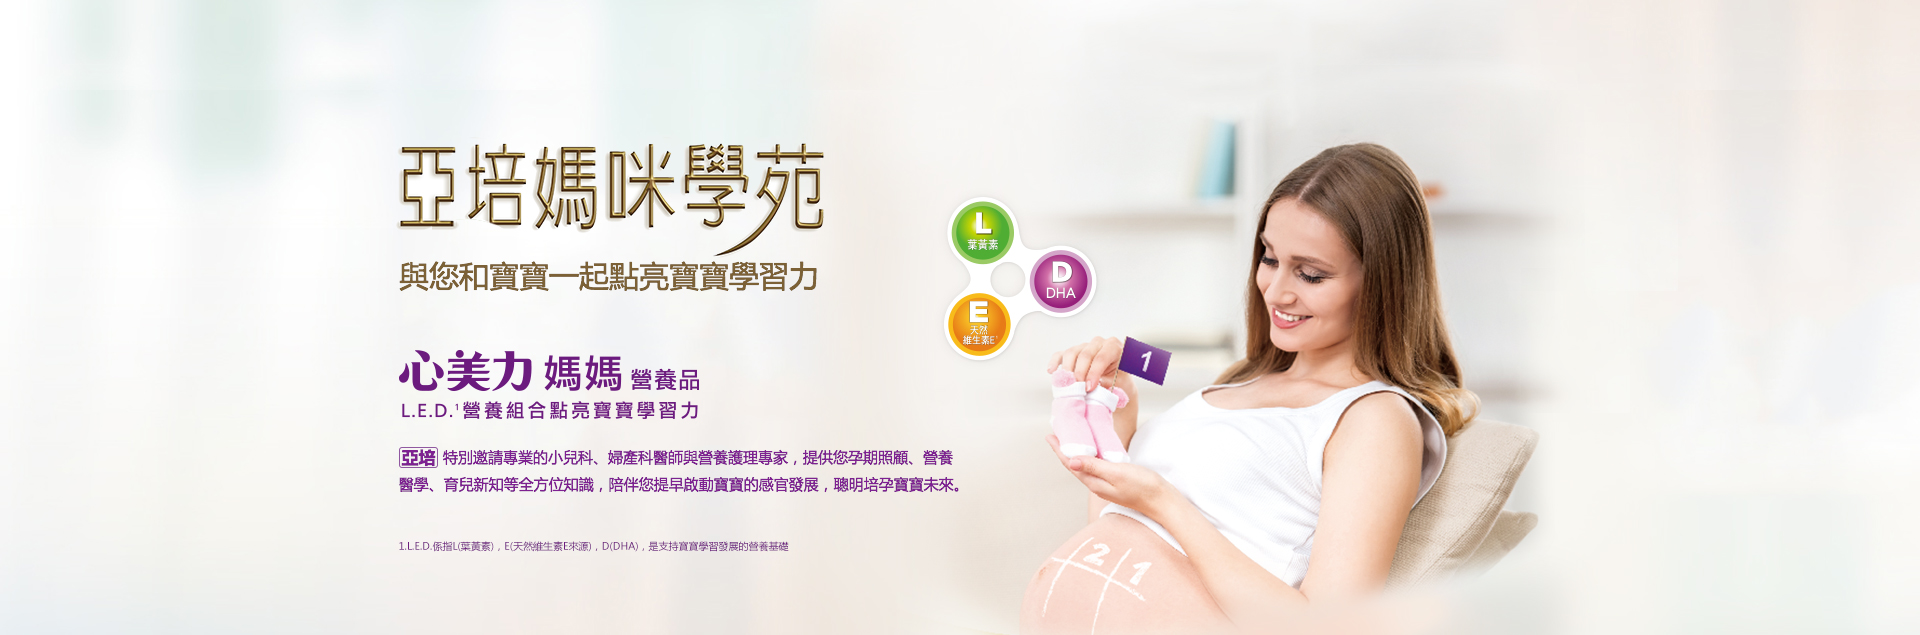 亞培媽咪學苑
與您和寶寶一起點亮寶寶學習力
L
葉黃素
D
DHA
E
天然
維生素E¹
1
心美力 媽媽 營養品
L.E.D.¹營養組合點亮寶寶學習力
亞培 特別邀請專業的小兒科、婦產科醫師與營養護理專家，提供您孕期照顧、營養
醫學、育兒新知等全方位知識，陪伴您提早啟動寶寶的感官發展，聰明培孕寶寶未來。
1.L.E.D.係指L(葉黃素)，E(天然維生素E來源)，D(DHA)，是支持寶寶學習發展的營養基礎
2 1